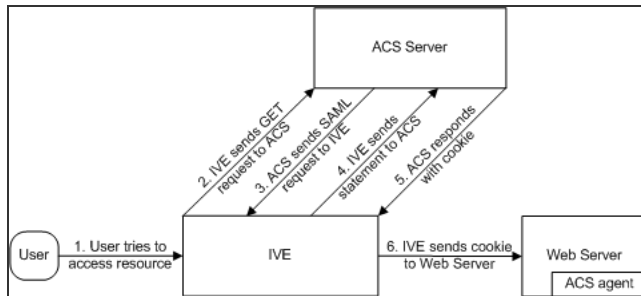 ACS Server
2. IVE sends GET
request to ACS
3. ACS sends SAML
request to IVE
4. IVE sends
statement to ACS
5. ACS responds
with cookie
User
1. User tries to
access resource
IVE
6. IVE sends cookie
to Web Server
Web Server
ACS agent